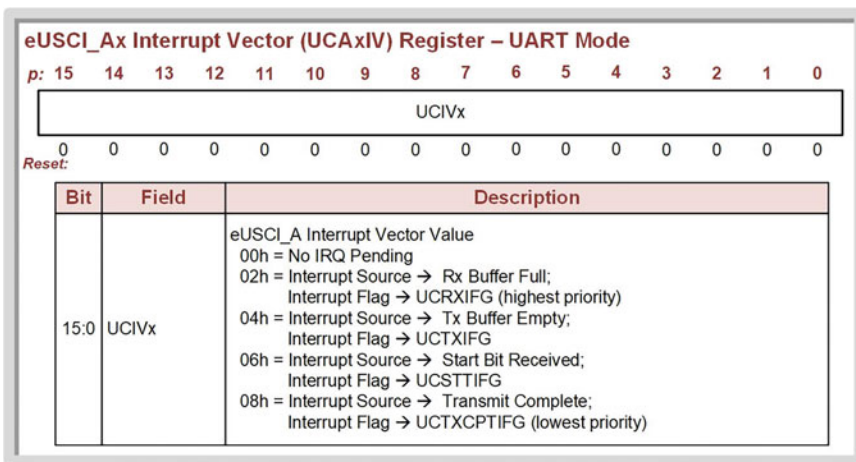 eUSCI_Ax Interrupt Vector (UCAxIV) Register – UART Mode
p: 15 14 13 12 11 10 9 8 7 6 5 4 3 2 1 0
UCIVx
0 0 0 0 0 0 0 0 0 0 0 0 0 0 0 0
Reset:
Bit Field Description
eUSCI_A Interrupt Vector Value
00h = No IRQ Pending
02h = Interrupt Source → Rx Buffer Full;
Interrupt Flag → UCRXIFG (highest priority)
04h = Interrupt Source → Tx Buffer Empty;
15:0 UCIVx
Interrupt Flag → UCTXIFG
06h = Interrupt Source → Start Bit Received;
Interrupt Flag → UCSTTIFG
08h = Interrupt Source → Transmit Complete;
Interrupt Flag → UCTXCPTIFG (lowest priority)